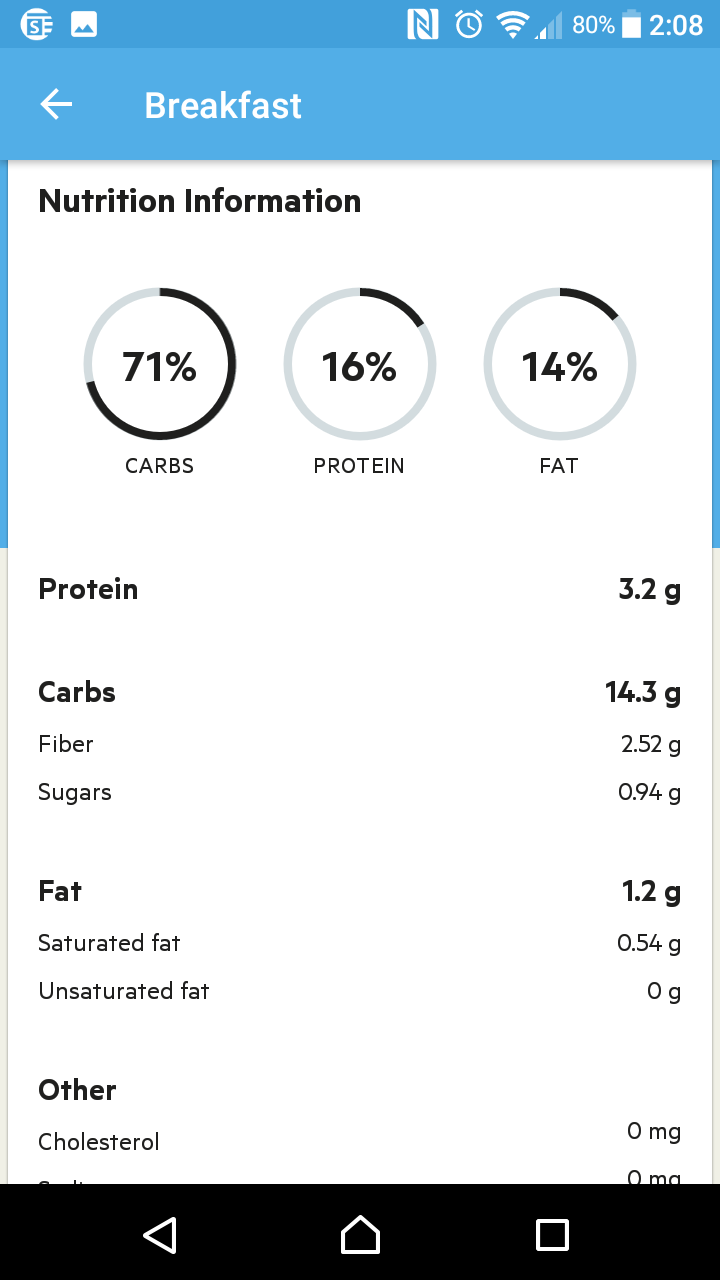 80% 2:08
Breakfast
Nutrition Information
71% 16% 14%
CARBS PROTEIN FAT
Protein 3.2 g
Carbs 14.3 g
Fiber 2.52 g
Sugars 0.94 g
Fat 1.2 g
Saturated fat 0.54 g
Unsaturated fat 0 g
Other
Cholesterol 0 mg
0 mg